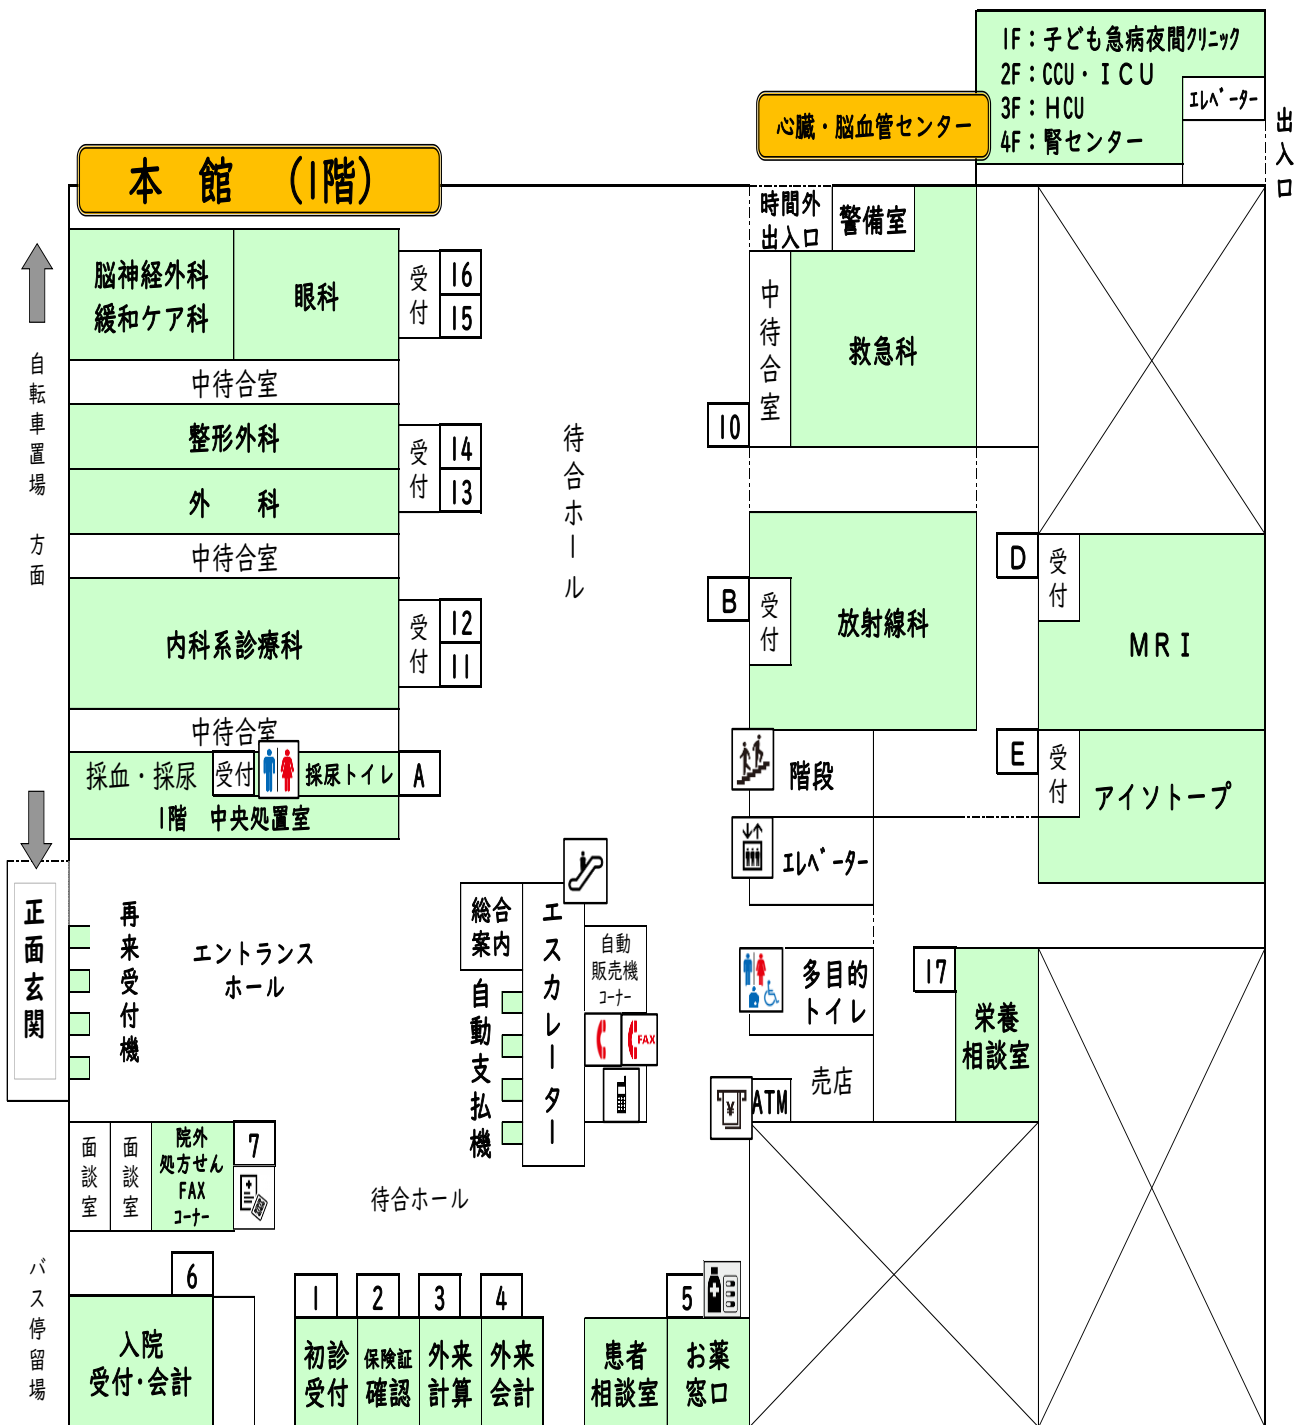 1F：子ども急病夜間クリニック
2F：CCU・ＩＣＵ
3F：HCU
4F：腎センター
エレベーター
出入口
心臓・脳血管センター
本　館　（1階）
時間外
出入口
警備室
脳神経外科
緩和ケア科
眼科
受付
16
15
中待合室
救急科
自転車置場　方面
中待合室
整形外科
外　科
受付
14
13
10
待合ホール
中待合室
内科系診療科
受付
12
11
B
受付
放射線科
D
受付
ＭＲＩ
中待合室
採血・採尿
受付
採尿トイレ
A
1階　中央処置室
階段
E
受付
アイソトープ
エレベーター
正面玄関
再来受付機
エントランス
ホール
総合
案内
エスカレーター
自動
販売機
コーナー
自動支払機
FAX
多目的
トイレ
17
栄養
相談室
売店
¥
ATM
面談室
面談室
院外
処方せん
FAX
コーナー
7
待合ホール
バス停留場
6
入院
受付・会計
1
初診
受付
2
保険証
確認
3
外来
計算
4
外来
会計
患者
相談室
5
お薬
窓口